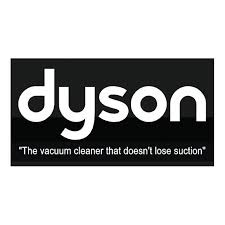 dyson
"The vacuum cleaner that doesn't lose suction"